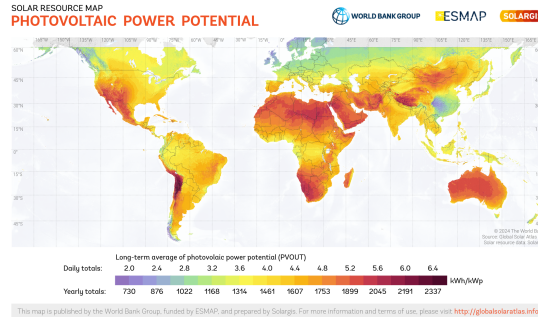 SOLAR RESOURCE MAP
PHOTOVOLTAIC POWER POTENTIAL
WORLD BANK GROUP
ESMAP
SOLARGI
Long-term average of photovolaic power potential (PVOUT)
Daily totals: 2.0 2.4 2.8 3.2 3.6 4.0 4.4 4.8 5.2 5.6 6.0 6.4
kWh/kWp
Yearly totals: 730 876 1022 1168 1314 1461 1607 1753 1899 2045 2191 2337
© 2024 The World B
Source: Global Solar Atlas
Solar resource data: Solar
This map is published by the World Bank Group, funded by ESMAP, and prepared by Solargis. For more information and terms of use, please visit http://globalsolaratlas.info